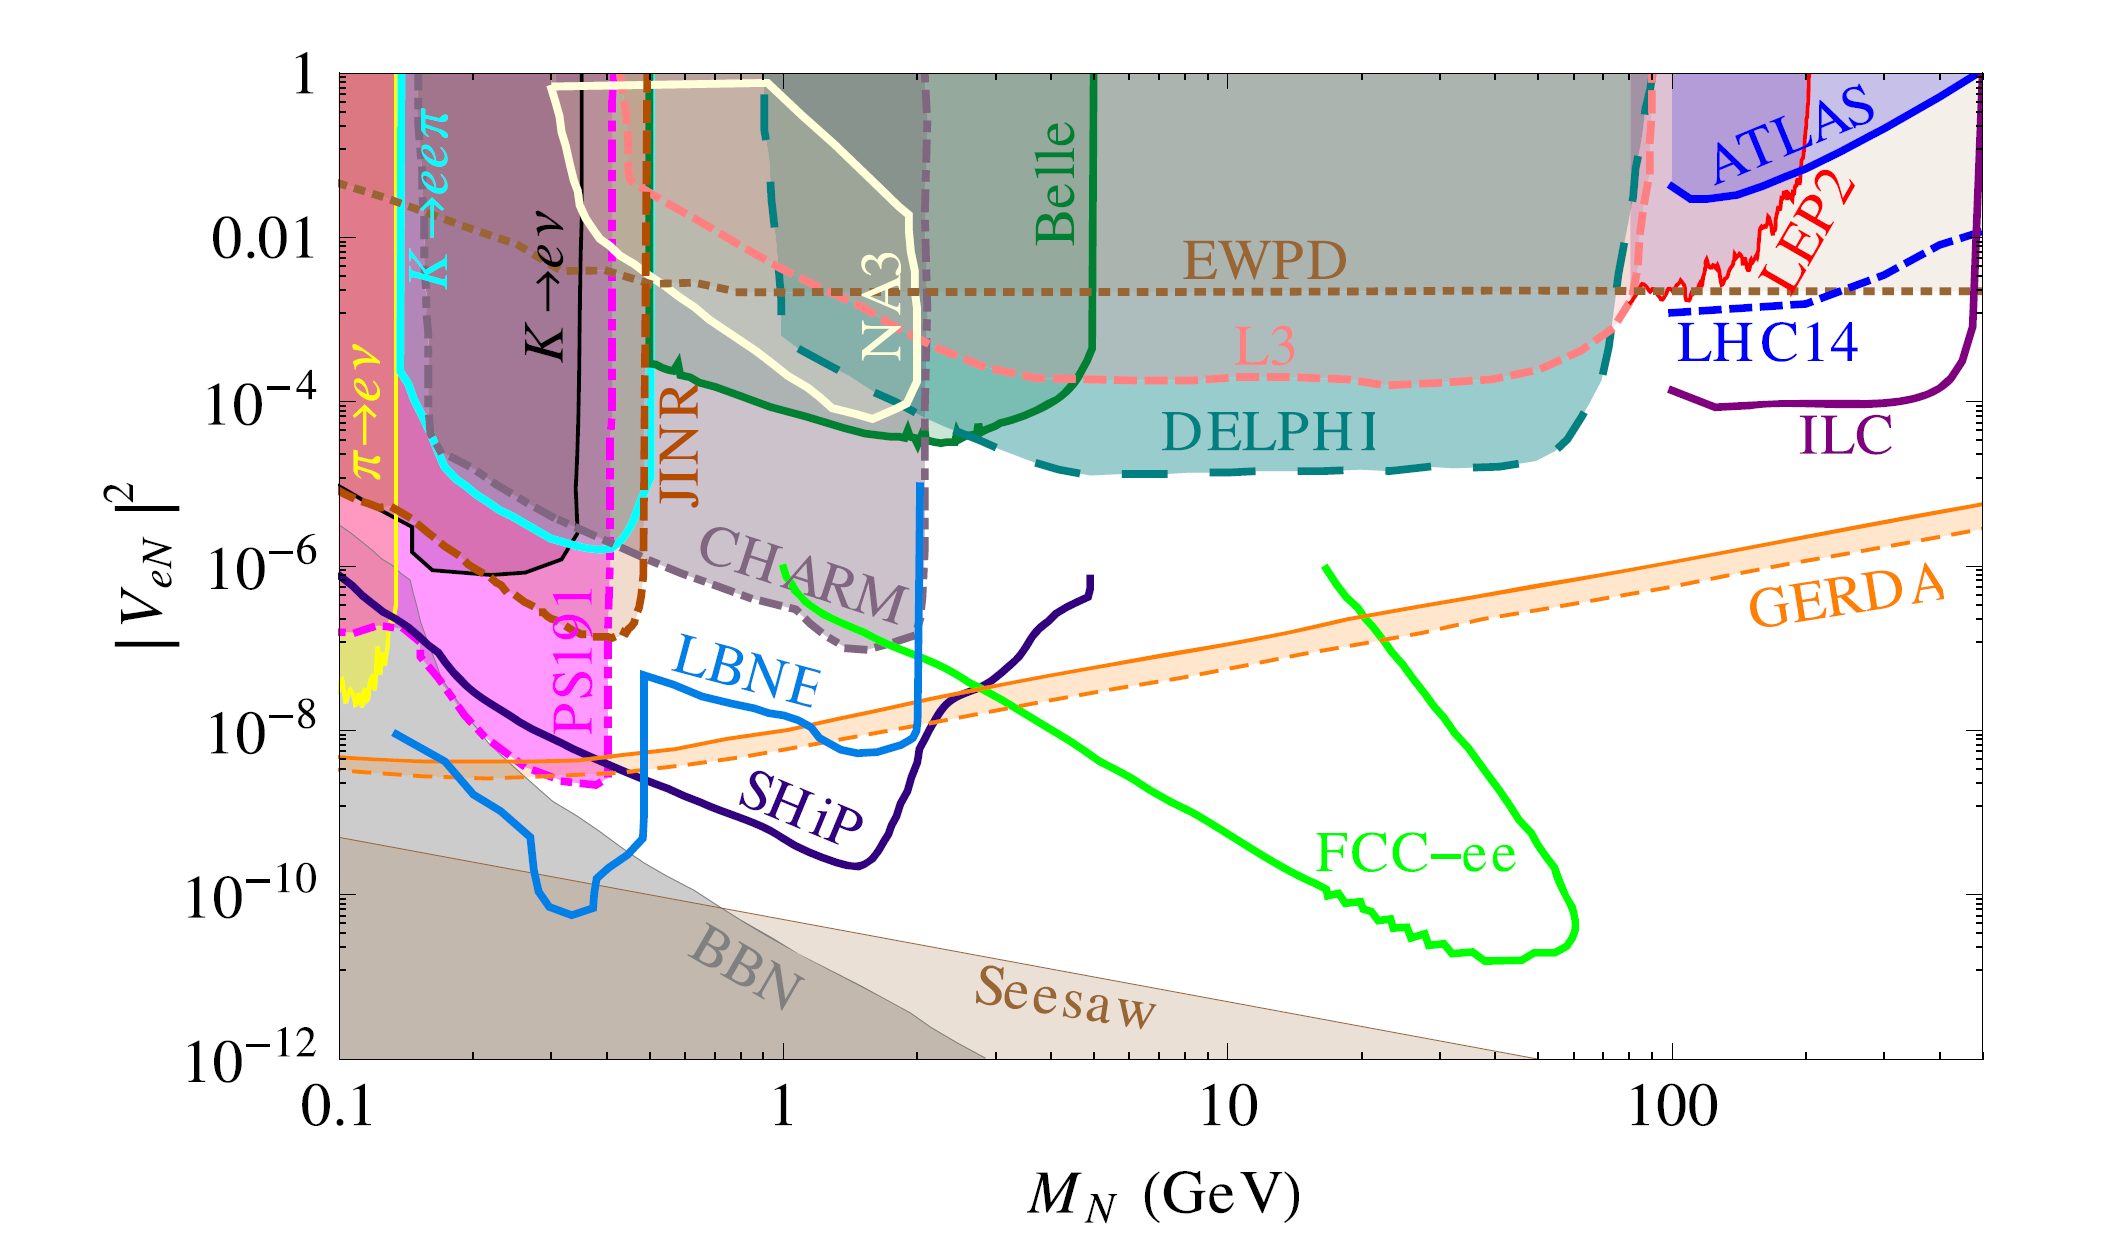 1
0.01
10−4
10−6
10−8
10−10
10−12
|VeN|2
0.1
1
10
100
MN (GeV)
K→eeπ
K→eν
π→eν
NA3
Belle
EWPD
L3
DELPHI
ATLAS
LEP2
LHC14
ILC
JINR
CHARM
PS191
LBNE
SHiP
GERDA
FCC−ee
BBN
Seesaw